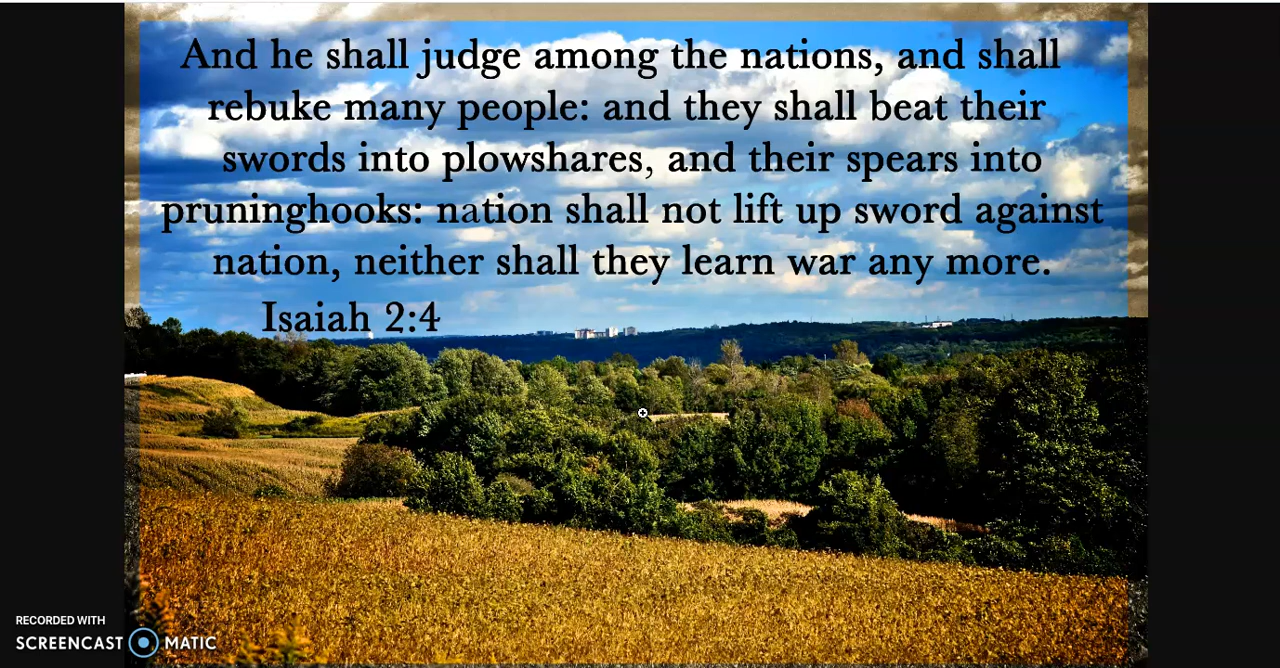 And he shall judge among the nations, and shall
rebuke many people: and they shall beat their
swords into plowshares, and their spears into
pruninghooks: nation shall not lift up sword against
nation, neither shall they learn war any more.
Isaiah 2:4
RECORDED WITH
SCREENCAST MATIC